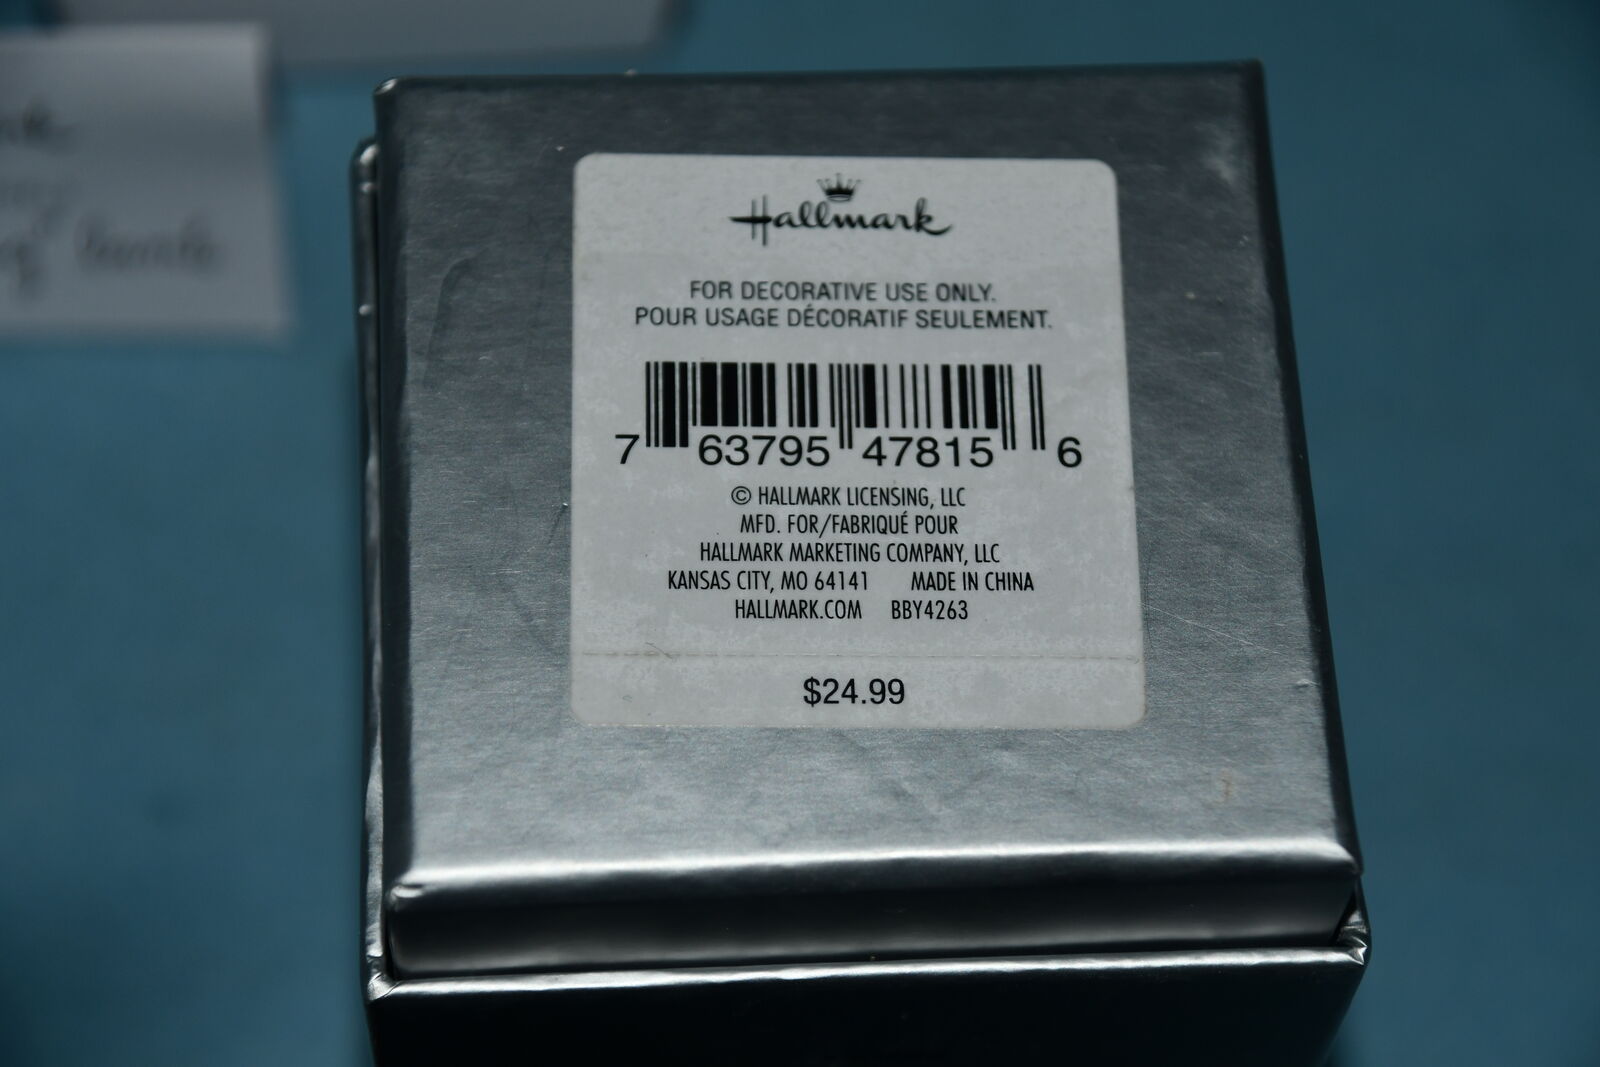 Hallmark
FOR DECORATIVE USE ONLY.
POUR USAGE DÉCORATIF SEULEMENT.
7 63795 47815 6
© HALLMARK LICENSING, LLC
MFD. FOR/FABRIQUÉ POUR
HALLMARK MARKETING COMPANY, LLC
KANSAS CITY, MO 64141 MADE IN CHINA
HALLMARK.COM BBY4263
$24.99